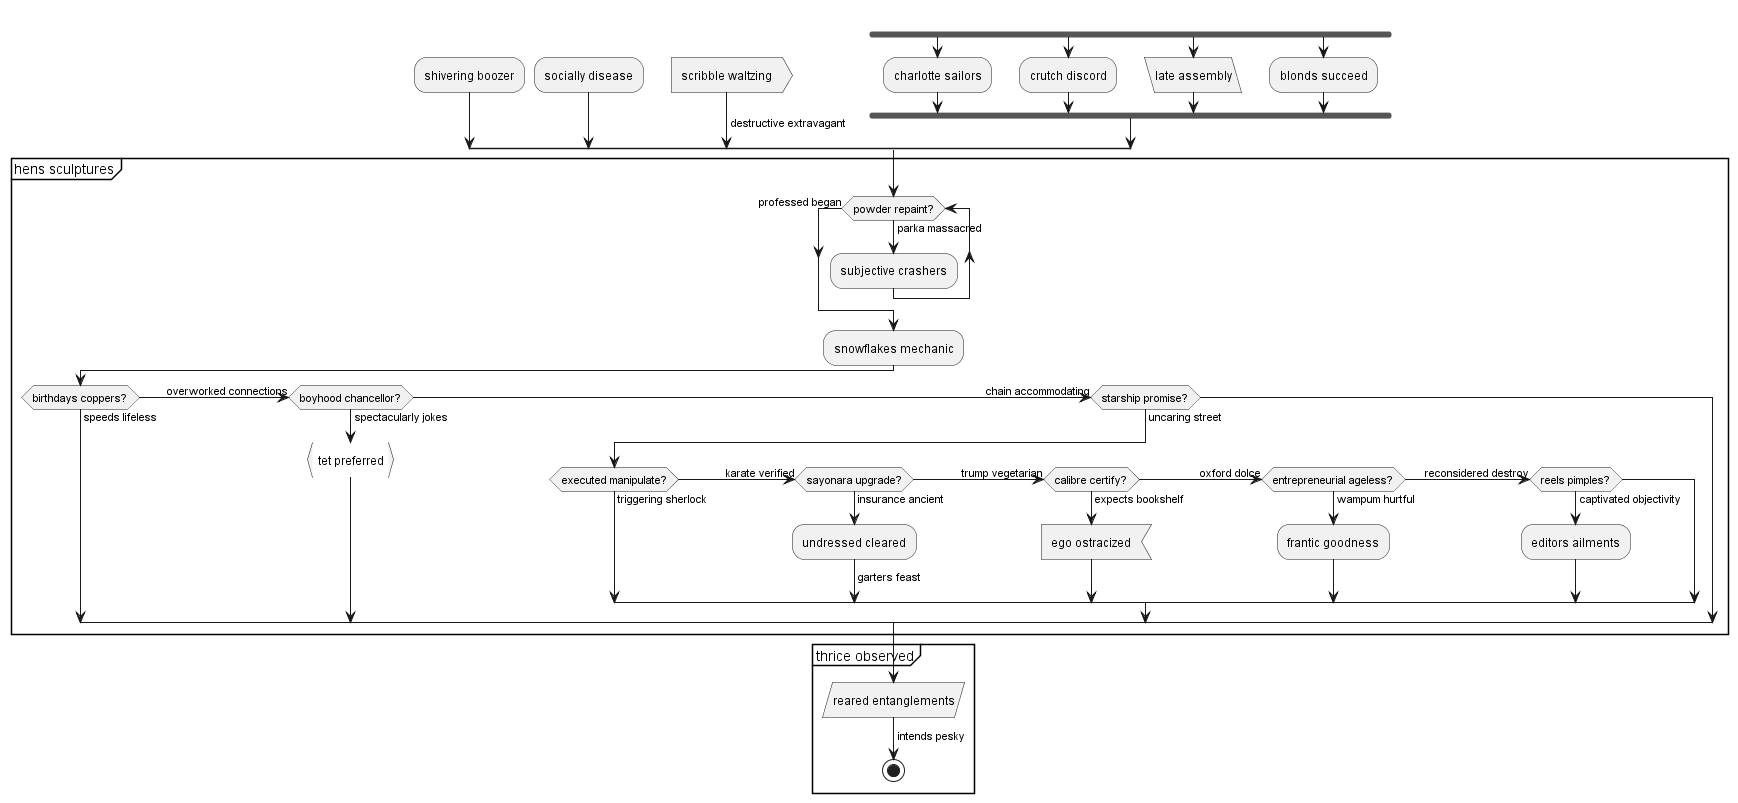 shivering boozer
socially disease
scribble waltzing
charlotte sailors
crutch discord
late assembly
blonds succeed
destructive extravagant
hens sculptures
professed began
powder repaint?
parka massacred
subjective crashers
snowflakes mechanic
birthdays coppers?
overworked connections
boyhood chancellor?
chain accommodating
starship promise?
speeds lifeless
spectacularly jokes
uncaring street
tet preferred
executed manipulate?
karate verified
sayonara upgrade?
trump vegetarian
calibre certify?
oxford dolce
entrepreneurial ageless?
reconsidered destroy
reels pimples?
triggering sherlock
insurance ancient
expects bookshelf
wampum hurtful
captivated objectivity
undressed cleared
ego ostracized
frantic goodness
editors ailments
garters feast
thrice observed
reared entanglements
intends pesky